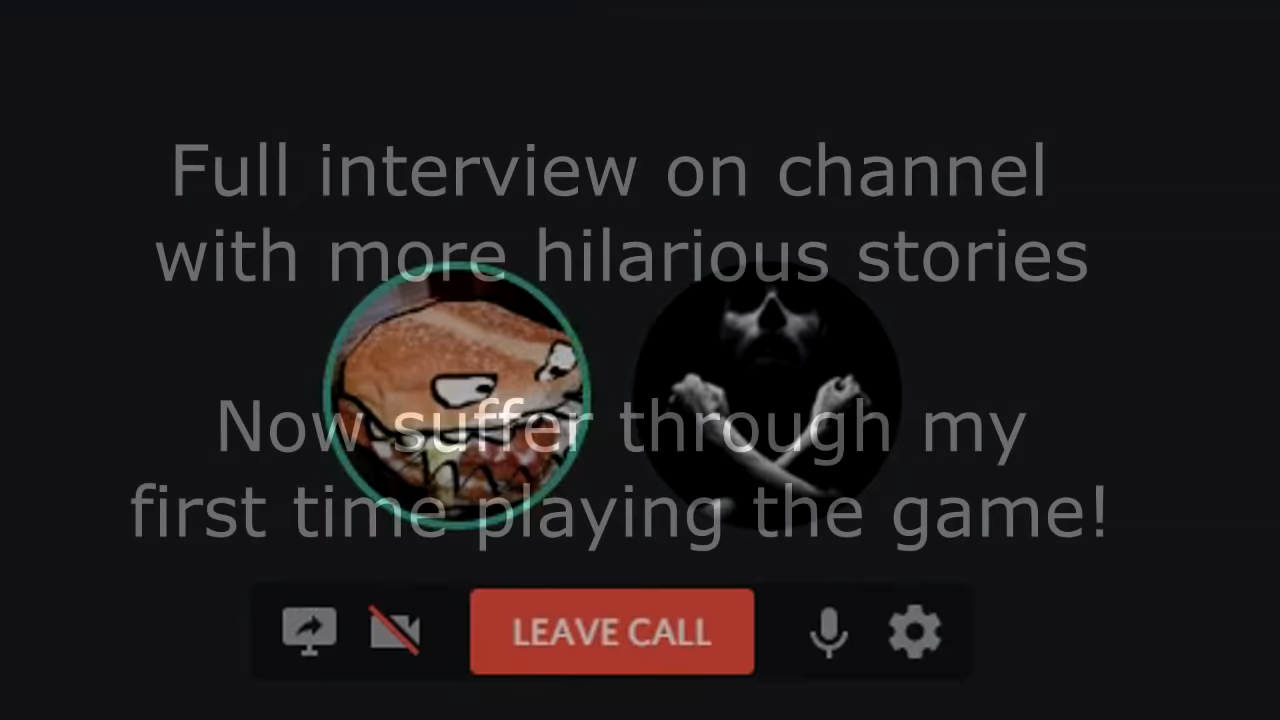 Full interview on channel
with more hilarious stories
Now suffer through my
first time playing the game!
LEAVE CALL